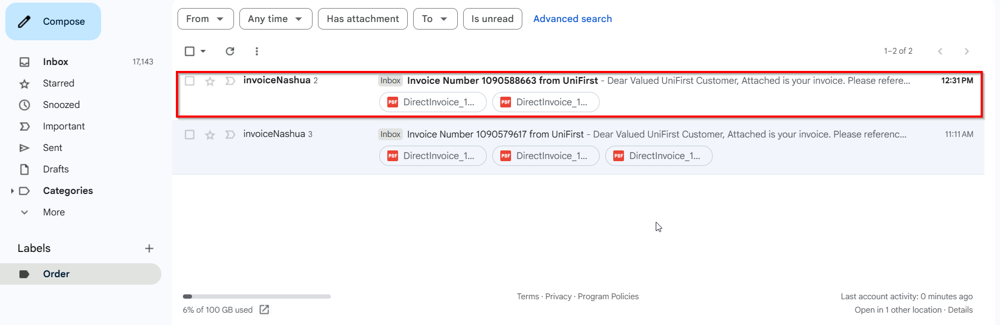 Compose
Inbox 17,143
Starred
Snoozed
Important
Sent
Drafts
Categories
More
Labels
Order
From Any time Has attachment To Is unread Advanced search
1–2 of 2
invoiceNashua 2 Inbox Invoice Number 1090588663 from UniFirst - Dear Valued UniFirst Customer, Attached is your invoice. Please refere... 12:31 PM
PDF DirectInvoice_1... PDF DirectInvoice_1...
invoiceNashua 3 Inbox Invoice Number 1090579617 from UniFirst - Dear Valued UniFirst Customer, Attached is your invoice. Please referenc... 11:11 AM
PDF DirectInvoice_1... PDF DirectInvoice_1... PDF DirectInvoice_1...
6% of 100 GB used
Terms · Privacy · Program Policies
Last account activity: 0 minutes ago
Open in 1 other location · Details